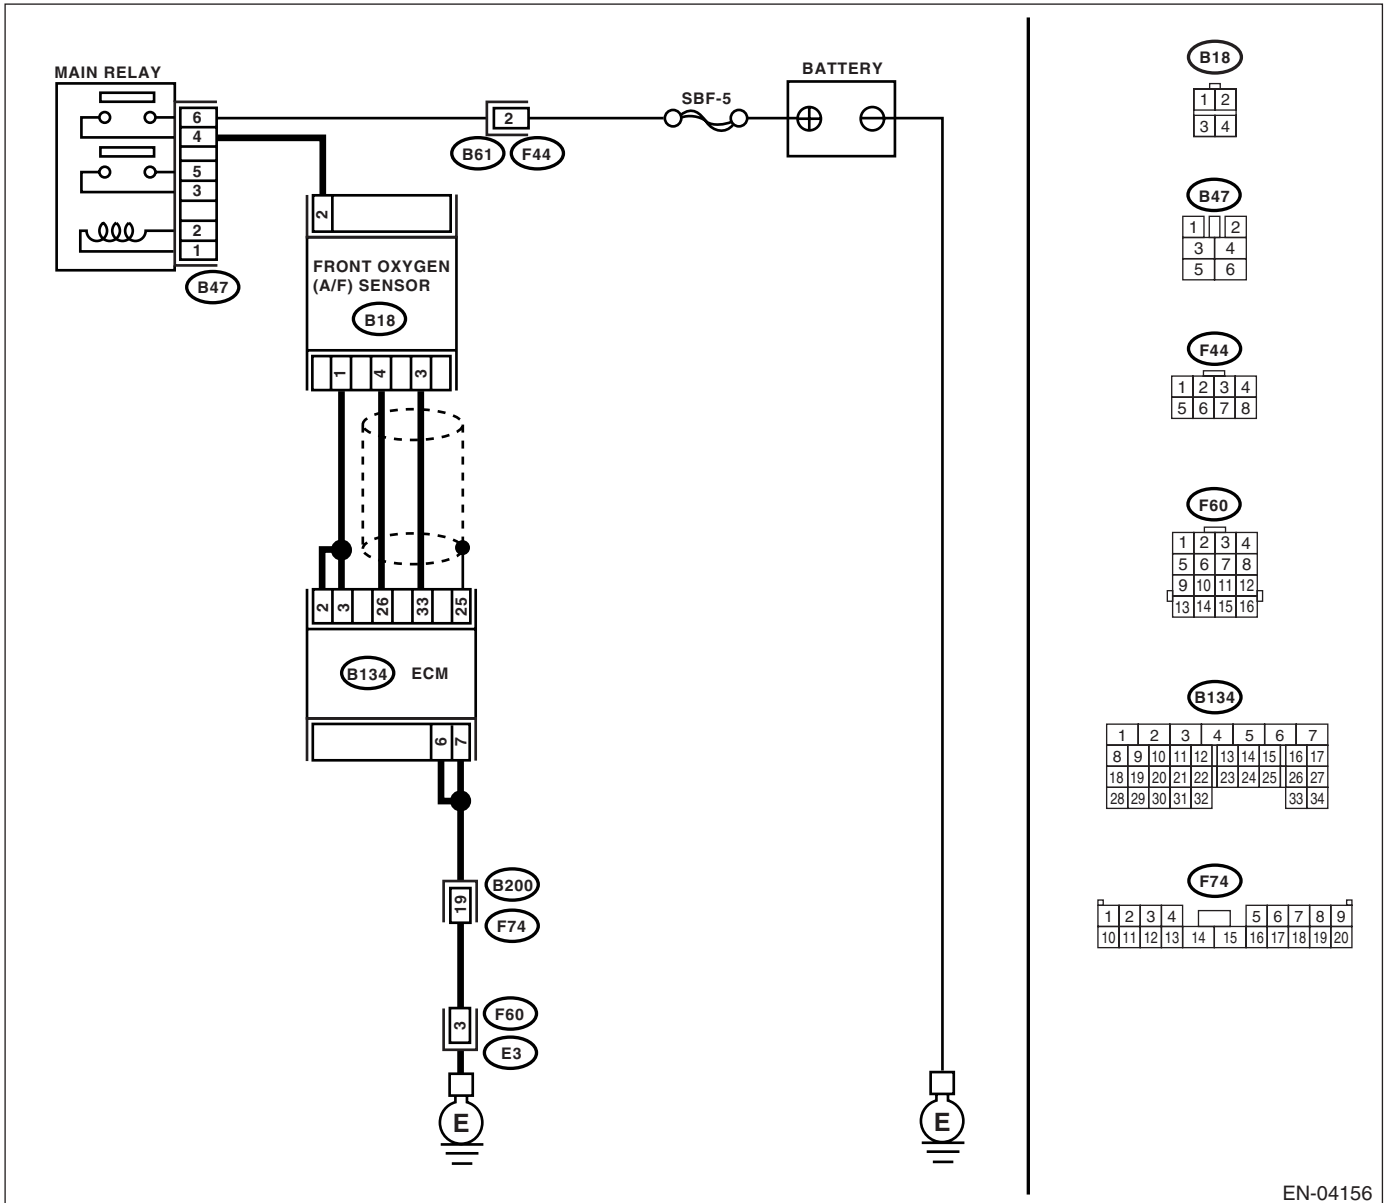 MAIN RELAY
6
4
5
3
2
1
B47
2
B61 F44
SBF-5
BATTERY
2
FRONT OXYGEN
(A/F) SENSOR
B18
1 4 3
2 3 26 33 25
B134 ECM
6 7
19
B200
F74
3
F60
E3
E
E
B18
1 2
3 4
B47
1 2
3 4
5 6
F44
1 2 3 4
5 6 7 8
F60
1 2 3 4
5 6 7 8
9 10 11 12
13 14 15 16
B134
1 2 3 4 5 6 7
8 9 10 11 12 13 14 15 16 17
18 19 20 21 22 23 24 25 26 27
28 29 30 31 32 33 34
F74
1 2 3 4 5 6 7 8 9
10 11 12 13 14 15 16 17 18 19 20
EN-04156